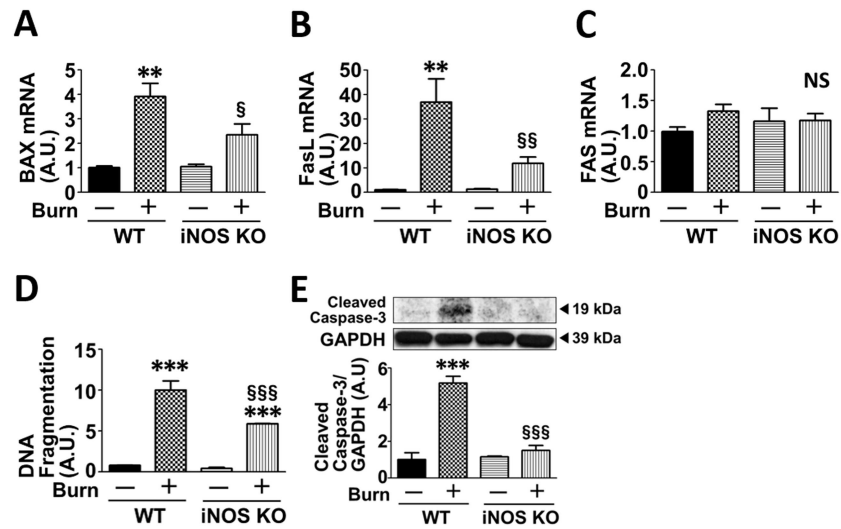 A
BAX mRNA
(A.U.)
5
4
3
2
1
0
**
§
Burn
— + — +
WT iNOS KO
B
FasL mRNA
(A.U.)
50
40
30
20
10
0
**
§§
Burn
— + — +
WT iNOS KO
C
FAS mRNA
(A.U.)
2.0
1.5
1.0
0.5
0.0
NS
Burn
— + — +
WT iNOS KO
D
DNA
Fragmentation
(A.U.)
15
10
5
0
***
§§§
***
Burn
— + — +
WT iNOS KO
E
Cleaved
Caspase-3
◄19 kDa
GAPDH
◄39 kDa
Cleaved
Caspase-3/
GAPDH (A.U)
6
4
2
0
***
§§§
Burn
— + — +
WT iNOS KO